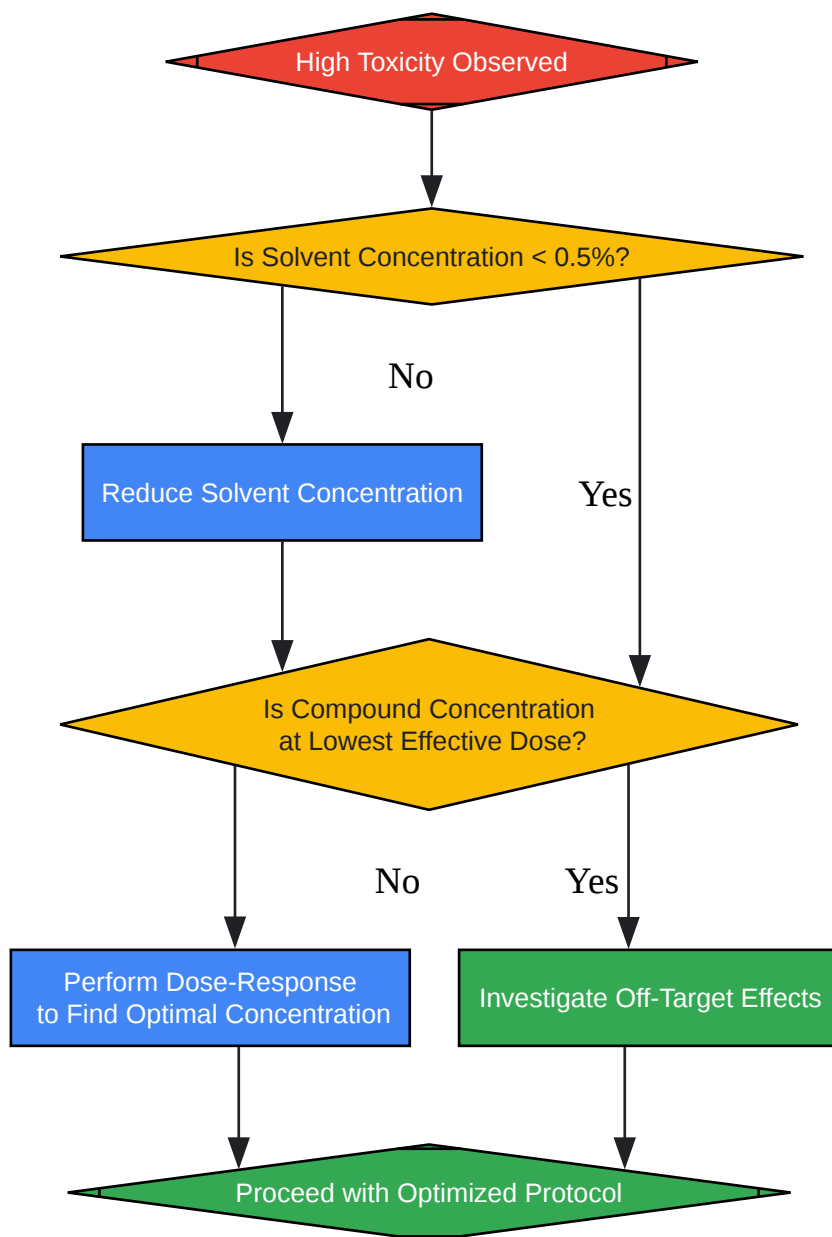 High Toxicity Observed
Is Solvent Concentration < 0.5%?
No
Reduce Solvent Concentration
Yes
Is Compound Concentration
at Lowest Effective Dose?
No
Yes
Perform Dose-Response
to Find Optimal Concentration
Investigate Off-Target Effects
Proceed with Optimized Protocol